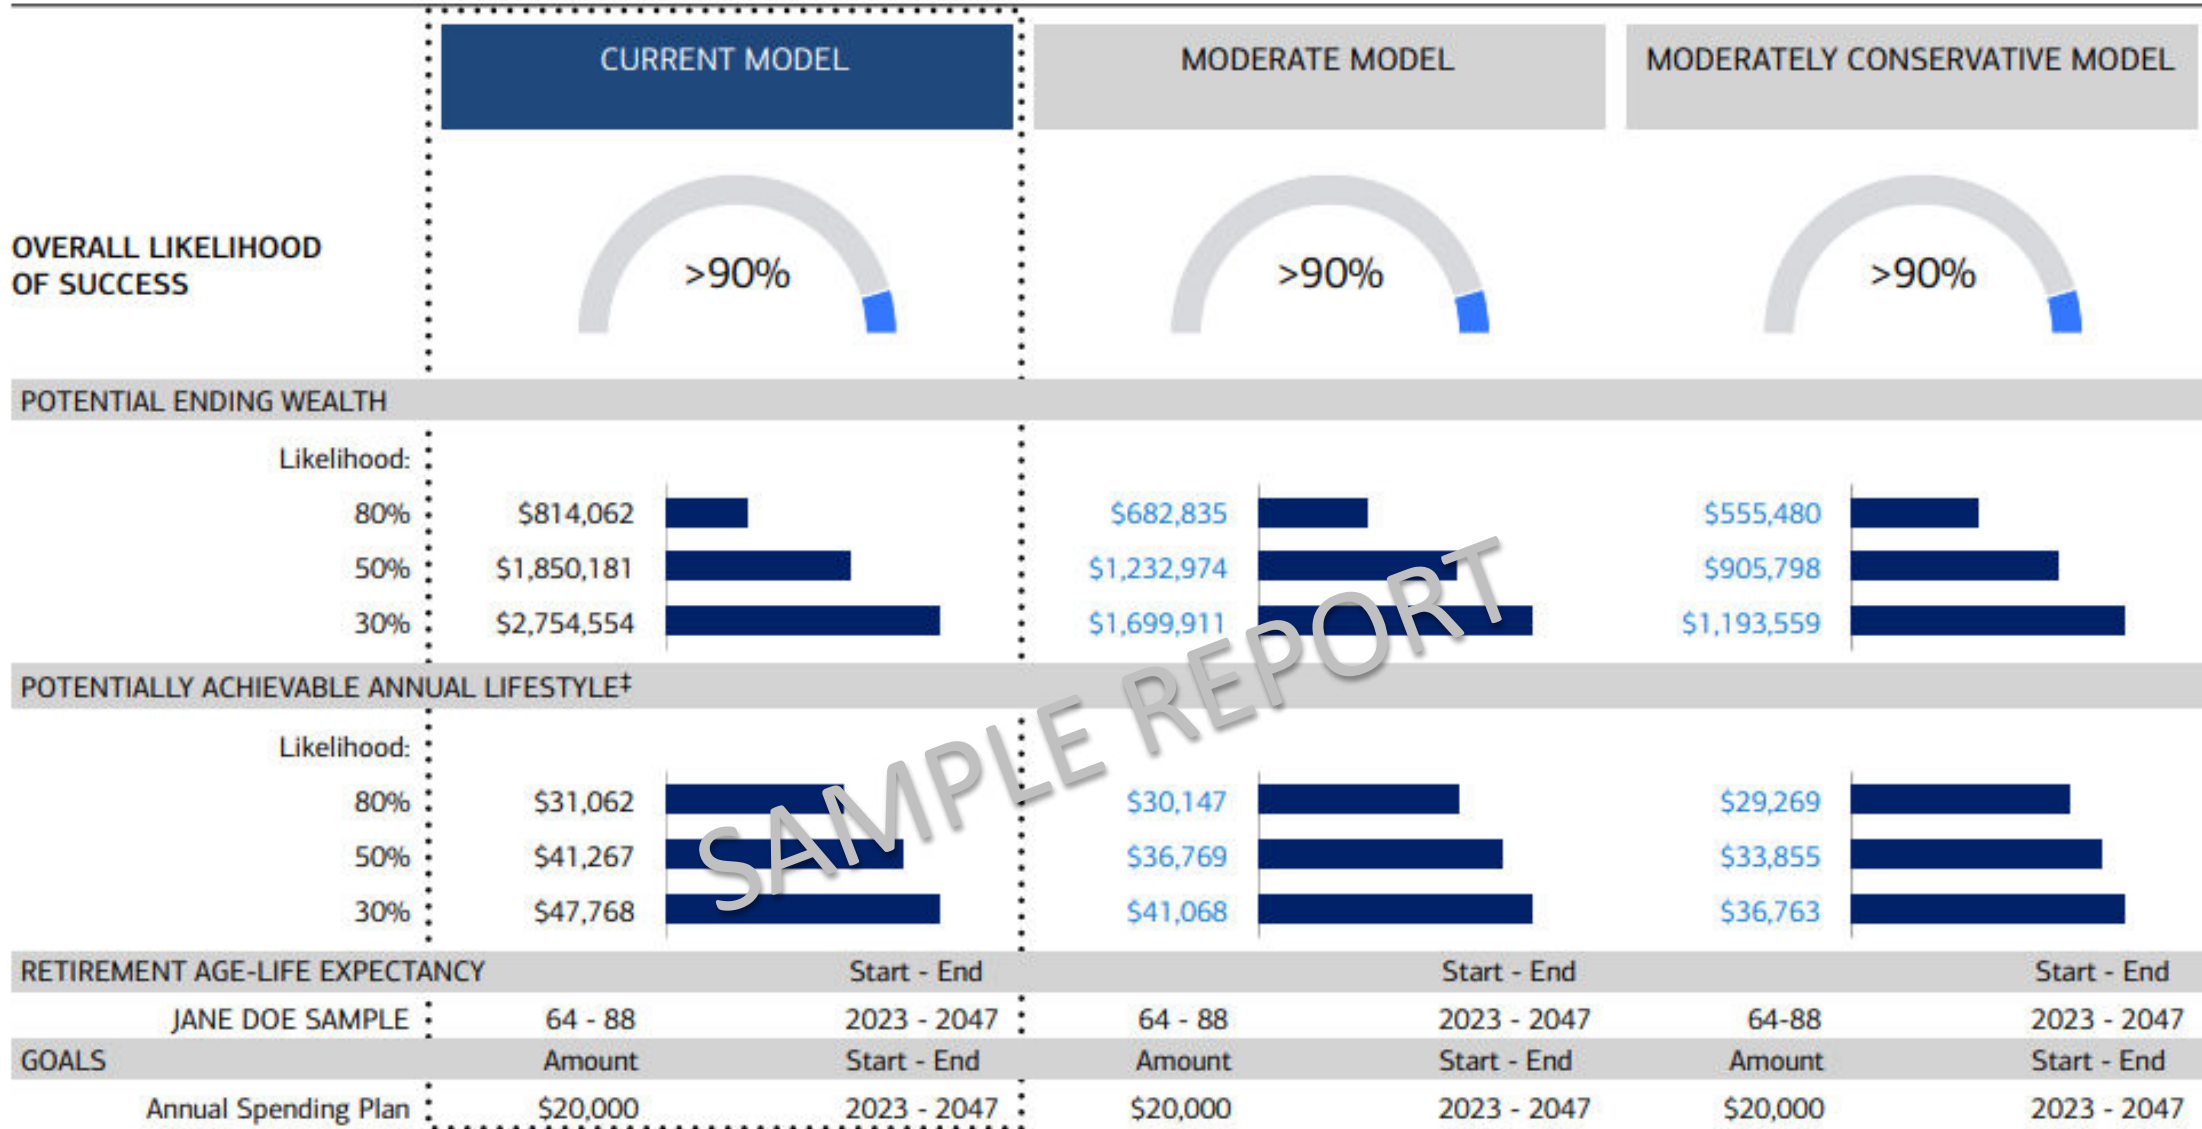 CURRENT MODEL MODERATE MODEL MODERATELY CONSERVATIVE MODEL
OVERALL LIKELIHOOD
OF SUCCESS
>90% >90% >90%
POTENTIAL ENDING WEALTH
Likelihood:
80% $814,062 $682,835 $555,480
50% $1,850,181 $1,232,974 $905,798
30% $2,754,554 $1,699,911 $1,193,559
POTENTIALLY ACHIEVABLE ANNUAL LIFESTYLE‡
Likelihood:
80% $31,062 $30,147 $29,269
50% $41,267 $36,769 $33,855
30% $47,768 $41,068 $36,763
SAMPLE REPORT
RETIREMENT AGE-LIFE EXPECTANCY Start - End Start - End Start - End
JANE DOE SAMPLE 64 - 88 2023 - 2047 64 - 88 2023 - 2047 64-88 2023 - 2047
GOALS Amount Start - End Amount Start - End Amount Start - End
Annual Spending Plan $20,000 2023 - 2047 $20,000 2023 - 2047 $20,000 2023 - 2047